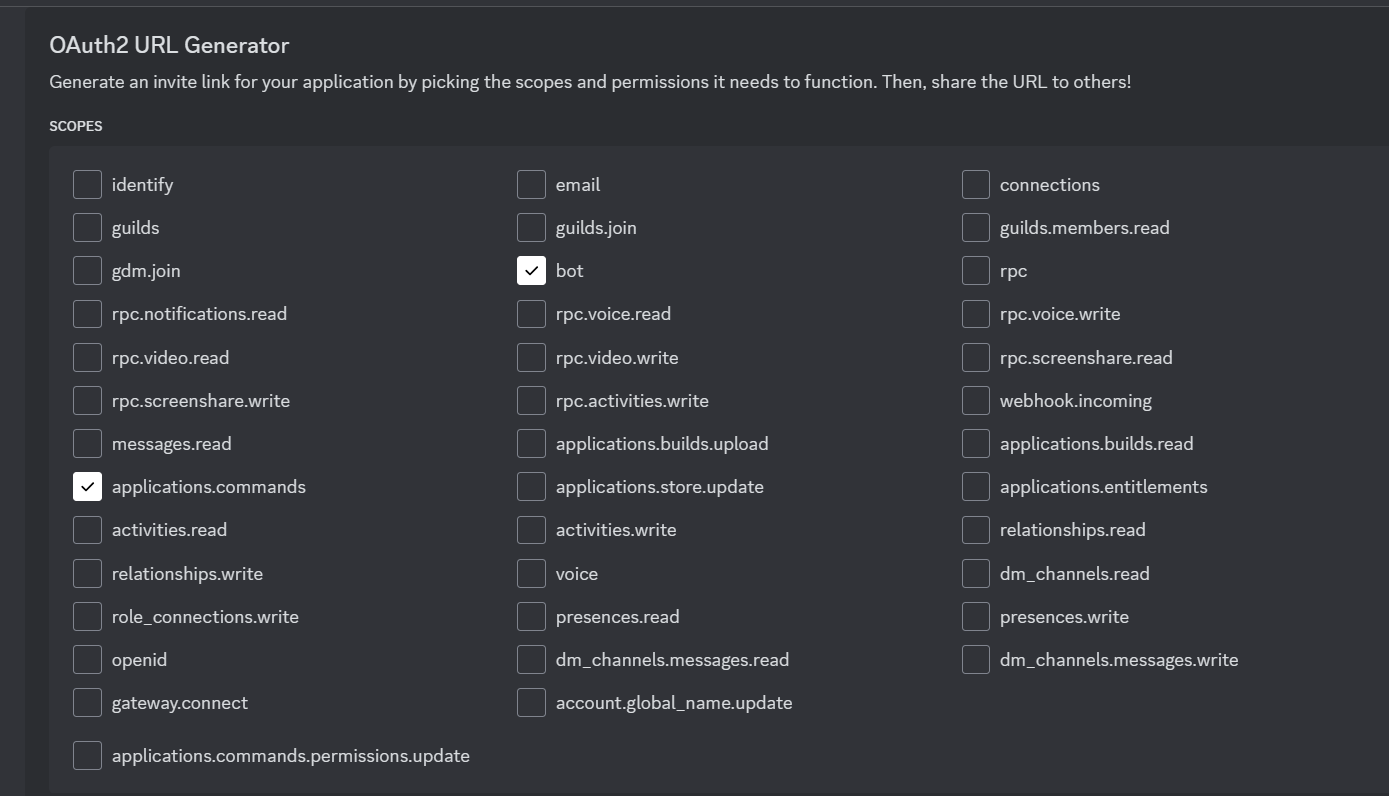 OAuth2 URL Generator
Generate an invite link for your application by picking the scopes and permissions it needs to function. Then, share the URL to others!
SCOPES
identify
email
connections
guilds
guilds.join
guilds.members.read
gdm.join
bot
rpc
rpc.notifications.read
rpc.voice.read
rpc.voice.write
rpc.video.read
rpc.video.write
rpc.screenshare.read
rpc.screenshare.write
rpc.activities.write
webhook.incoming
messages.read
applications.builds.upload
applications.builds.read
applications.commands
applications.store.update
applications.entitlements
activities.read
activities.write
relationships.read
relationships.write
voice
dm_channels.read
role_connections.write
presences.read
presences.write
openid
dm_channels.messages.read
dm_channels.messages.write
gateway.connect
account.global_name.update
applications.commands.permissions.update